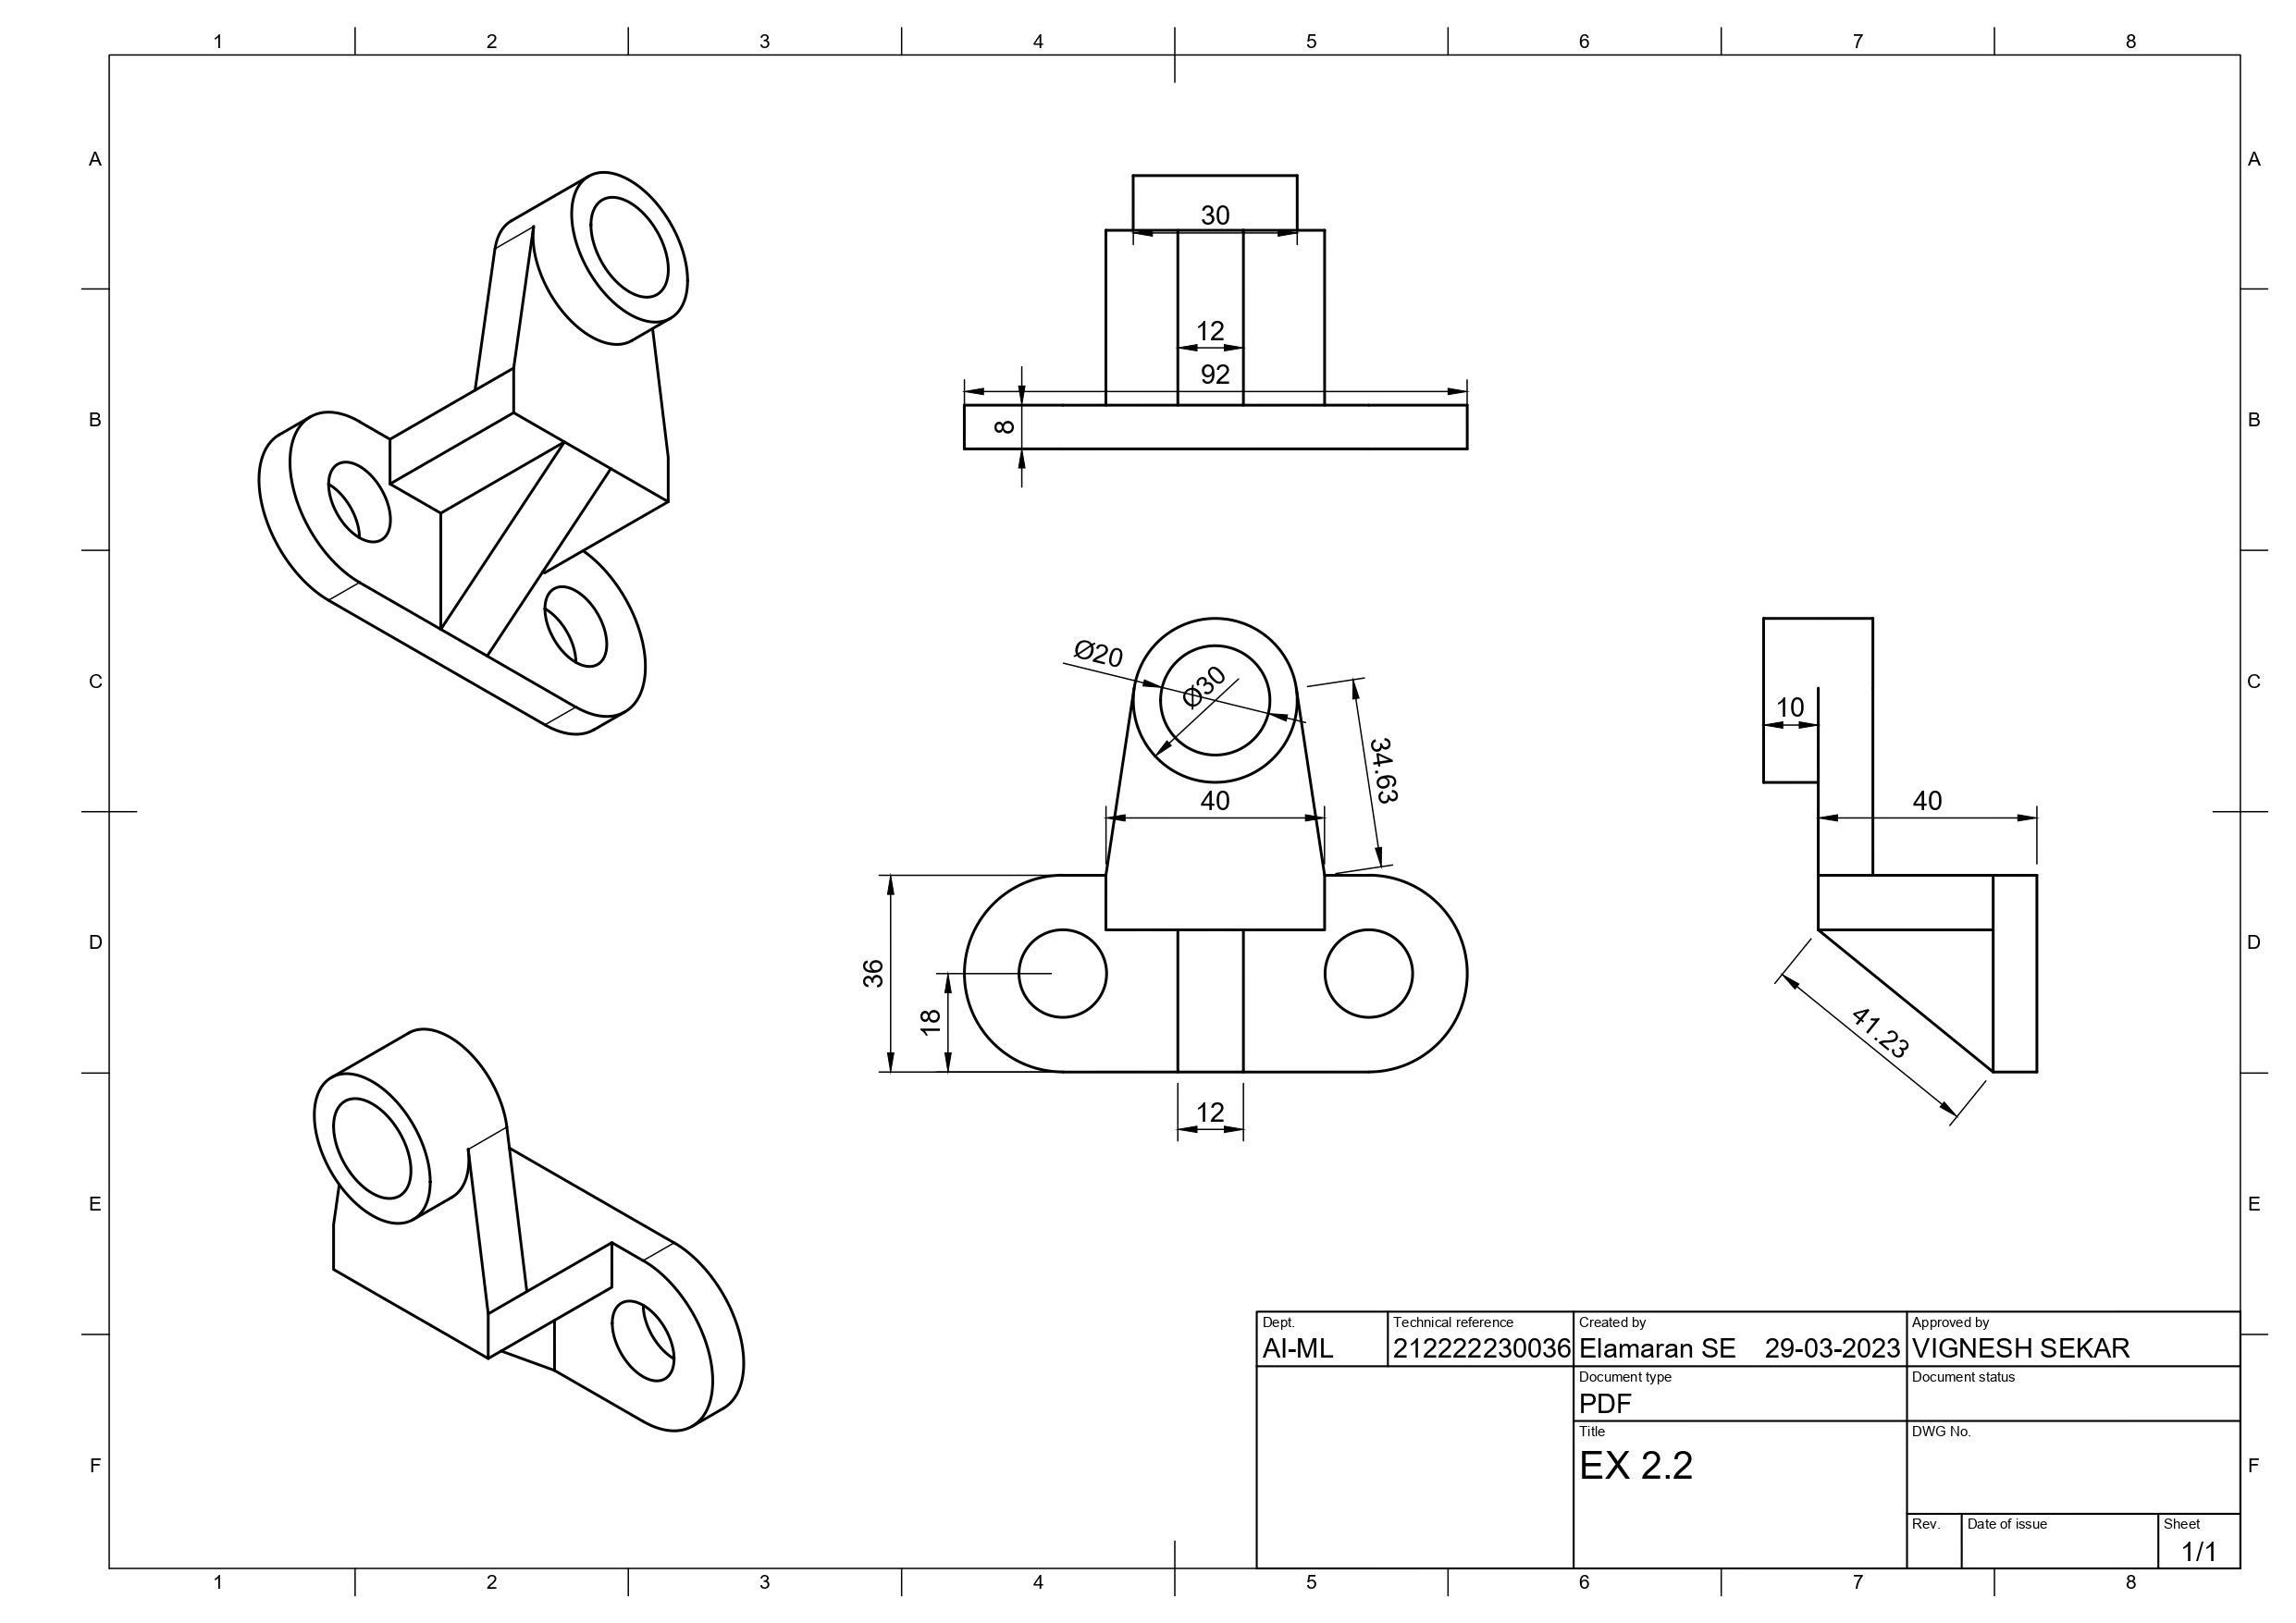 1 2 3 4 5 6 7 8
A A
30
12
92
B 8 B
Ø20
Ø30
C C
10
34.63
40 40
D D
36
18
41.23
12
E E
Dept. Technical reference Created by Approved by
AI-ML 212222230036 Elamaran SE 29-03-2023 VIGNESH SEKAR
Document type Document status
PDF
Title DWG No.
EX 2.2
F F
Rev. Date of issue Sheet
1/1
1 2 3 4 5 6 7 8